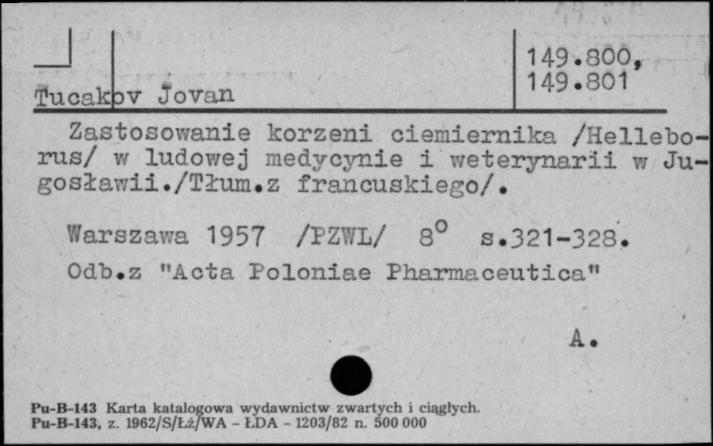 149.800,
149.801
Tucakov Jovan
Zastosowanie korzeni ciemiernika /Hellebo-
rus/ w ludowej medycynie i weterynarii w Ju-
gosławii./Tłum.z francuskiego/.
Warszawa 1957 /PZWL/ 8° s.321-328.
Odb.z "Acta Poloniae Pharmaceutica"
A.
Pu-B-143 Karta katalogowa wydawnictw zwartych i ciągłych.
Pu-B-143, z. 1962/S/Łź/WA - ŁDA - 1203/82 n. 500 000